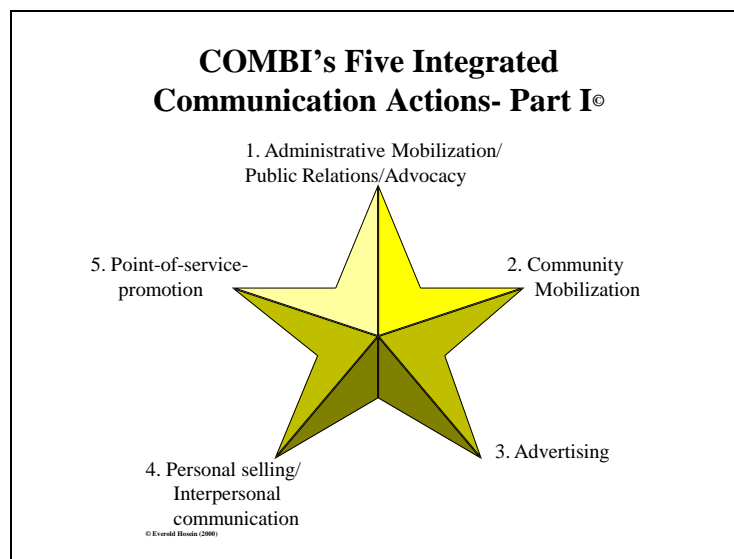 COMBI's Five Integrated
Communication Actions- Part I©
1. Administrative Mobilization/
Public Relations/Advocacy
2. Community
Mobilization
3. Advertising
4. Personal selling/
Interpersonal
communication
5. Point-of-service-
promotion
© Everold Hosein (2000)